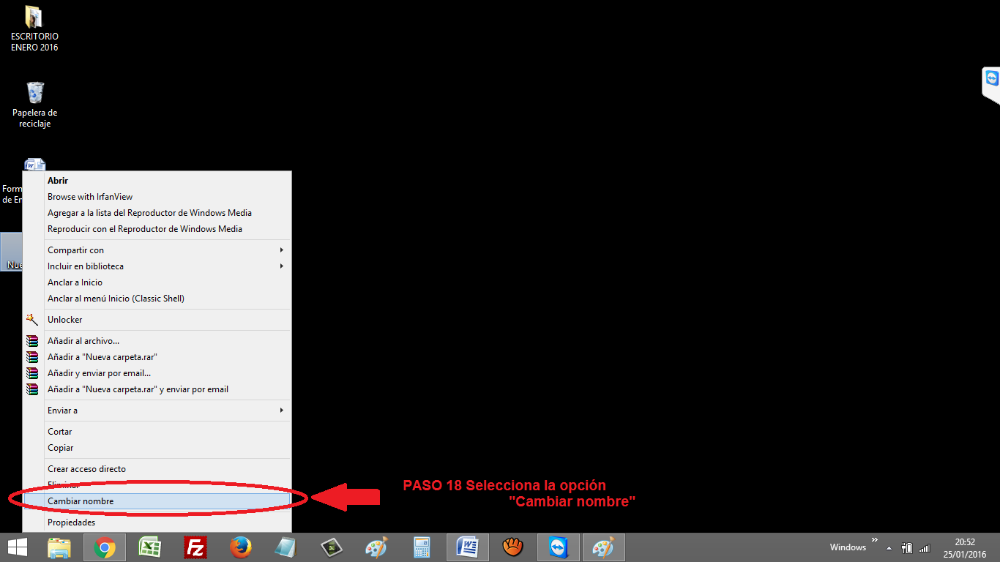 ESCRITORIO
ENERO 2016
Papelera de
reciclaje
Form
de En
Nue
Abrir
Browse with IrfanView
Agregar a la lista del Reproductor de Windows Media
Reproducir con el Reproductor de Windows Media
Compartir con
Incluir en biblioteca
Anclar a Inicio
Anclar al menú Inicio (Classic Shell)
Unlocker
Añadir al archivo...
Añadir a "Nueva carpeta.rar"
Añadir y enviar por email...
Añadir a "Nueva carpeta.rar" y enviar por email
Enviar a
Cortar
Copiar
Crear acceso directo
Eliminar
Cambiar nombre
Propiedades
PASO 18 Selecciona la opción
"Cambiar nombre"
Windows
20:52
25/01/2016